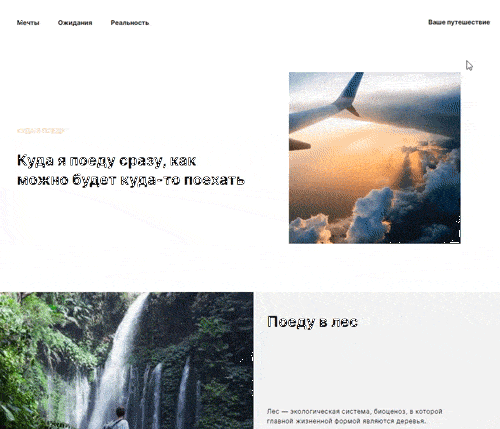 Мечты Ожидания Реальность Ваше путешествие
Куда я поеду сразу, как
можно будет куда-то поехать
Поеду в лес
Лес — экологическая система, биоценоз, в которой
главной жизненной формой являются деревья.